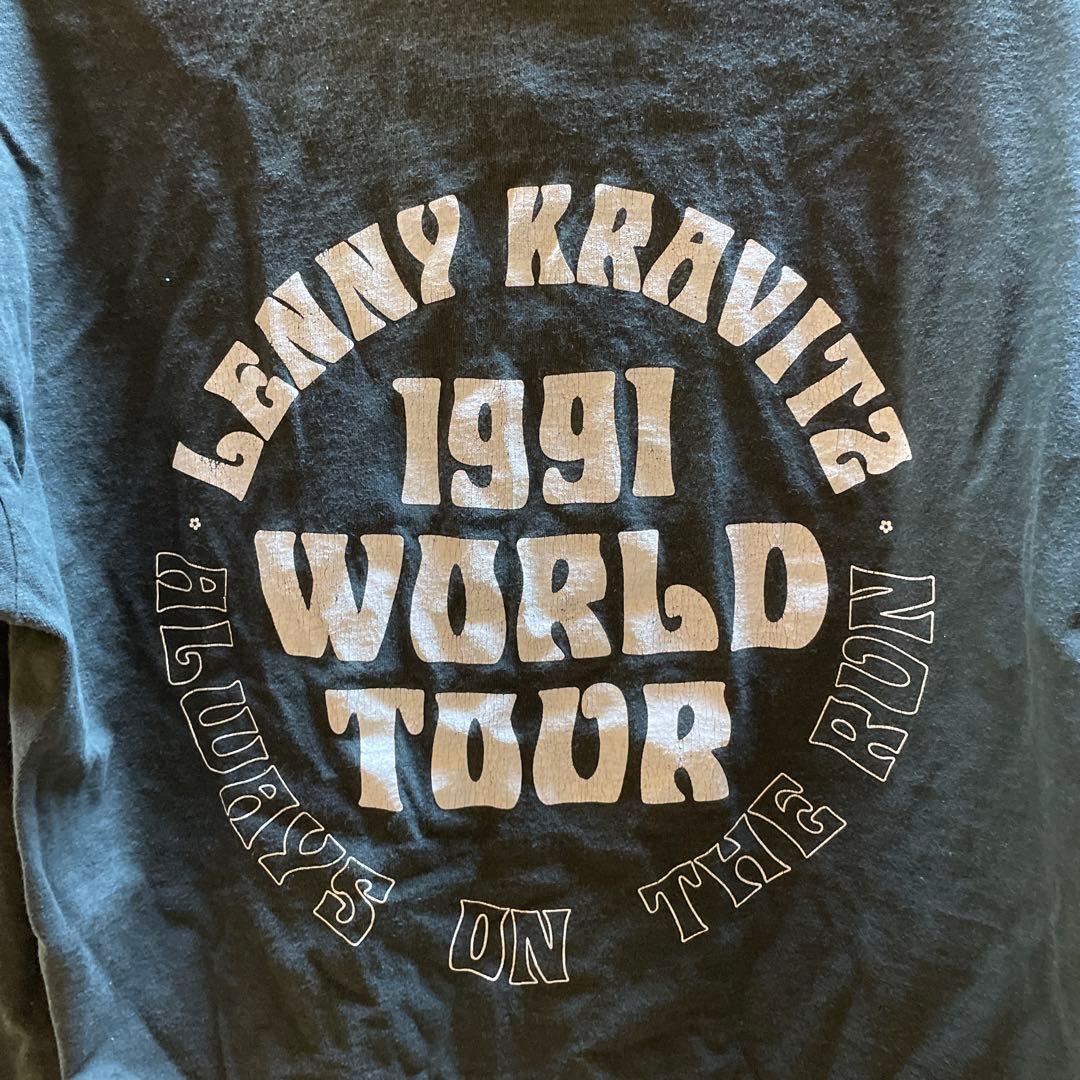 LENNY KRAVITZ
1991
WORLD
TOUR
ALWAYS ON THE RUN